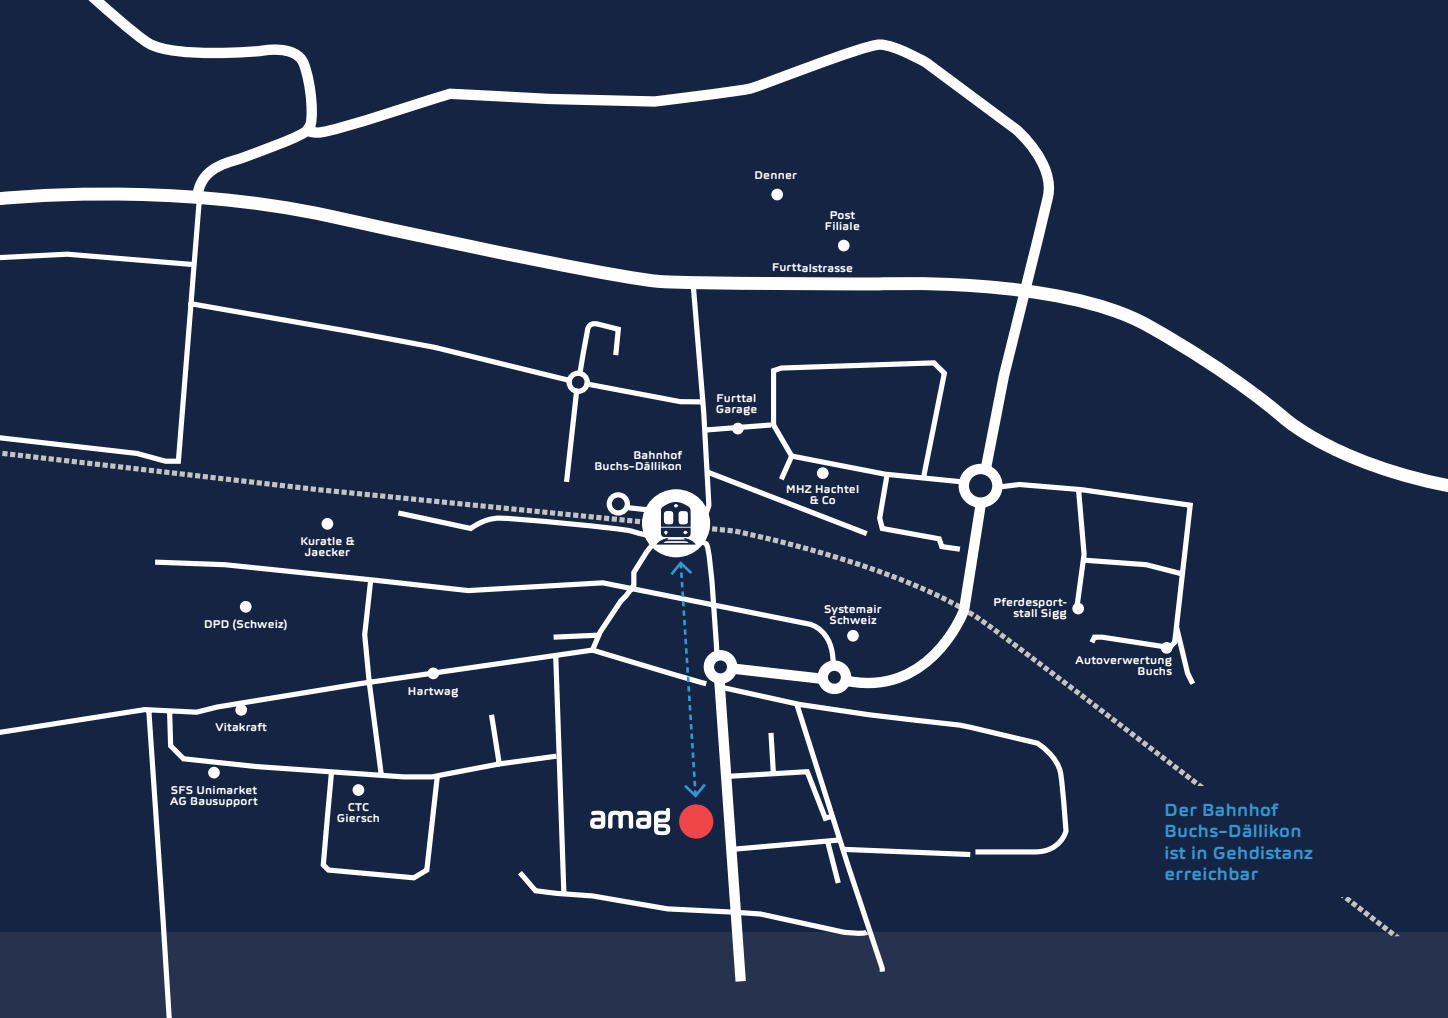 Denner
Post
Filiale
Furttalstrasse
Furttal
Garage
Bahnhof
Buchs-Dällikon
MHZ Hachtel
& Co
Kuratle &
Jaecker
DPD (Schweiz)
Systemair
Schweiz
Pferdesport-
stall Sigg
Autoverwertung
Buchs
Hartwag
Vitakraft
SFS Unimarket
AG Bausupport
CTC
Giersch
amag
Der Bahnhof
Buchs-Dällikon
ist in Gehdistanz
erreichbar